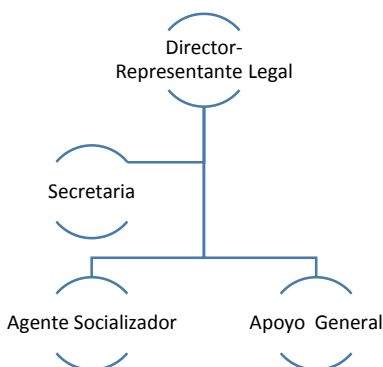 Director-
Representante Legal
Secretaria
Agente Socializador
Apoyo General